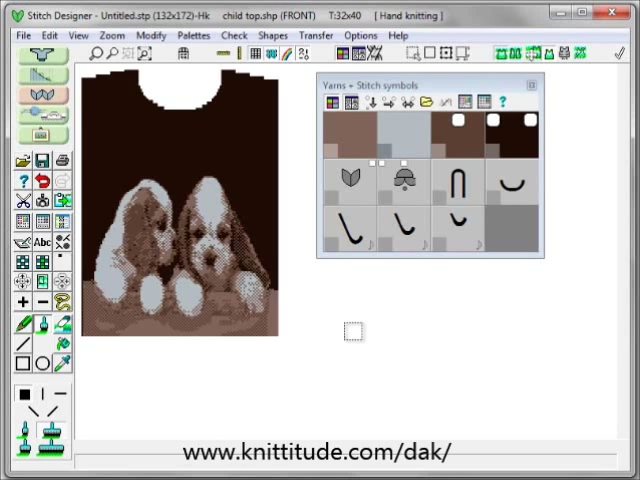 Stitch Designer - Untitled.stp (132x172)-Hk child top.shp (FRONT) T:32x40 [ Hand knitting ]
File Edit View Zoom Modify Palettes Check Shapes Transfer Options Help
Yarns + Stitch symbols
?
?
Abc
www.knittitude.com/dak/